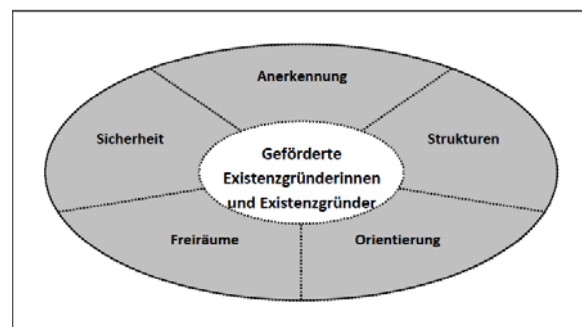 Anerkennung
Sicherheit
Strukturen
Geförderte
Existenzgründerinnen
und Existenzgründer
Freiräume
Orientierung